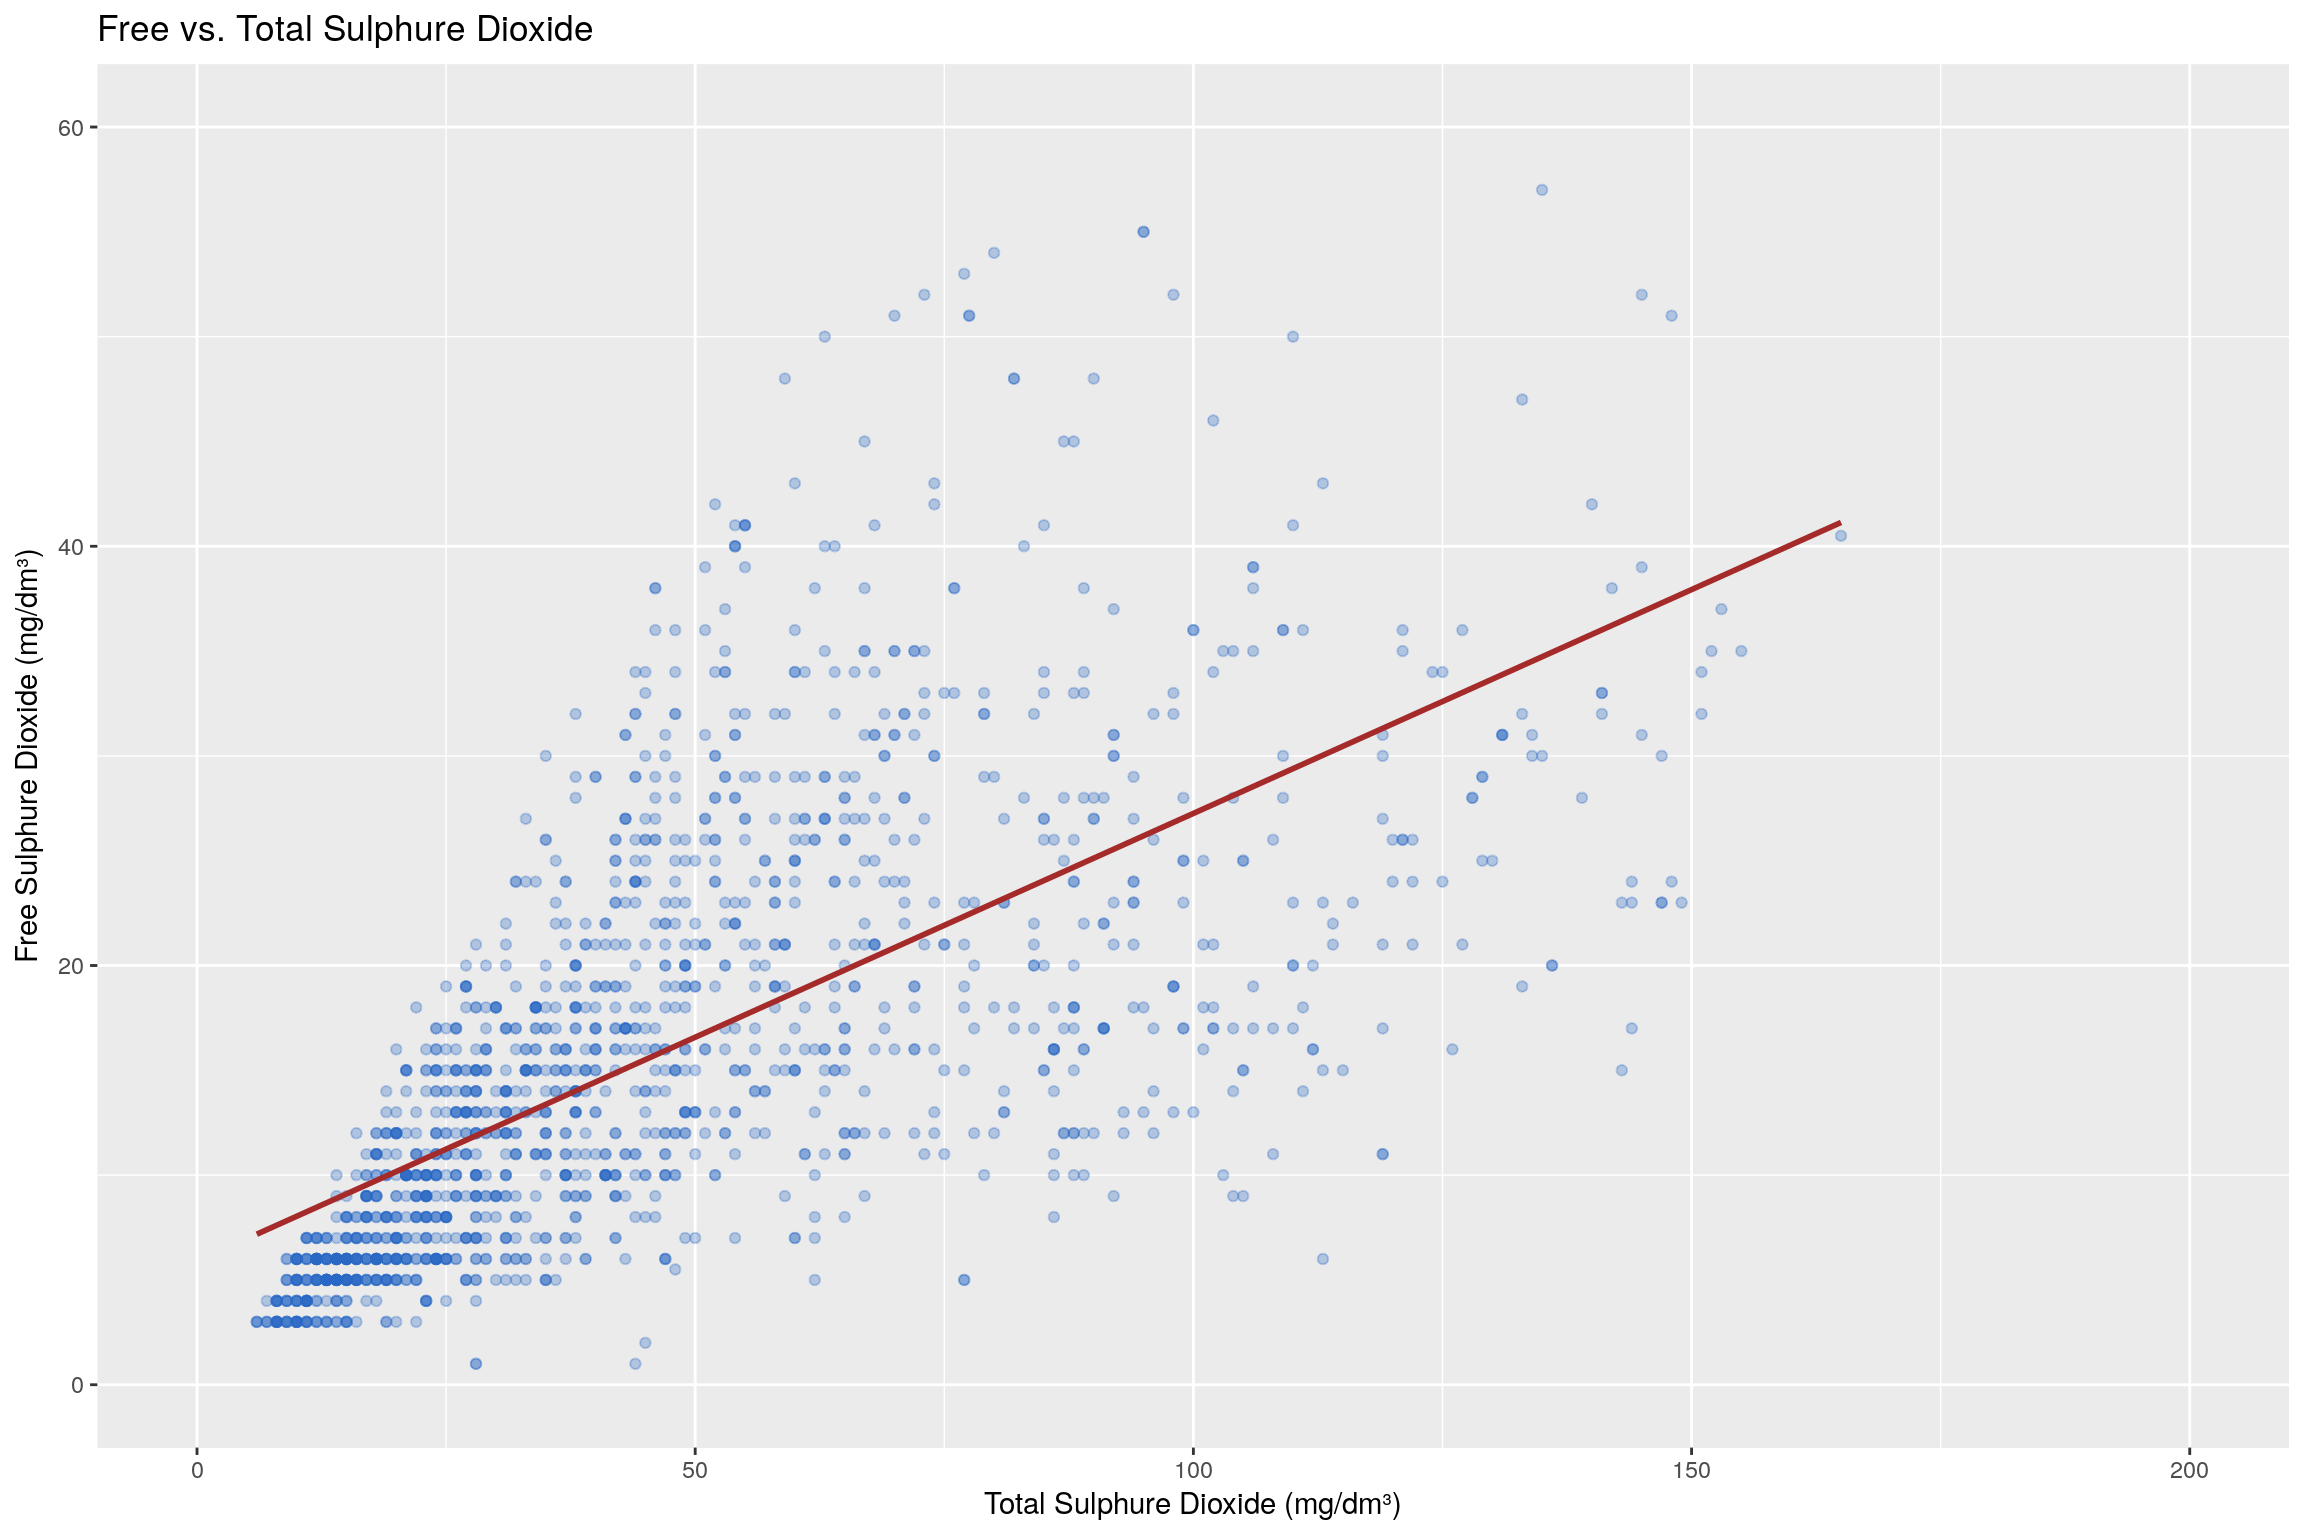 Free vs. Total Sulphure Dioxide
60
40
20
0
Free Sulphure Dioxide (mg/dm³)
0 50 100 150 200
Total Sulphure Dioxide (mg/dm³)